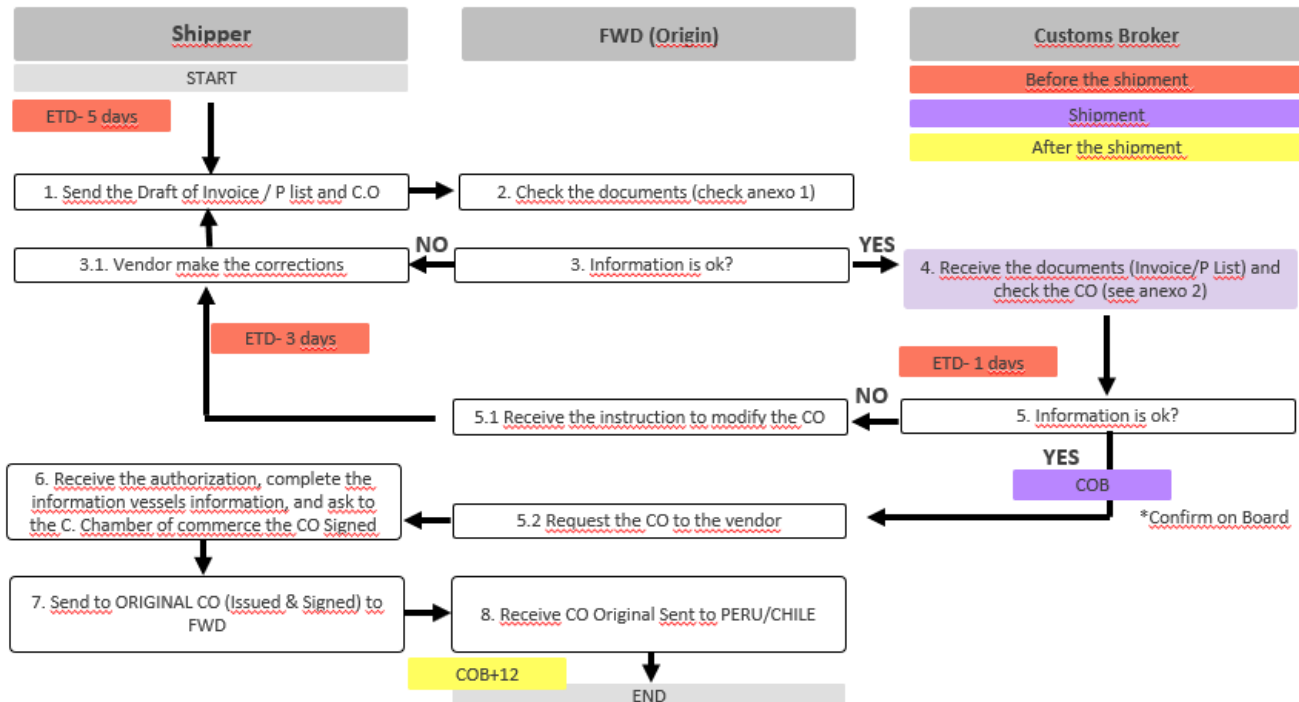 Shipper
FWD (Origin)
Customs Broker
START
Before the shipment
ETD- 5 days
Shipment
After the shipment
1. Send the Draft of Invoice / P list and C.O
2. Check the documents (check anexo 1)
NO
YES
3.1. Vendor make the corrections
3. Information is ok?
4. Receive the documents (Invoice/P List) and
check the CO (see anexo 2)
ETD- 3 days
ETD- 1 days
NO
5.1 Receive the instruction to modify the CO
5. Information is ok?
YES
COB
6. Receive the authorization, complete the
information vessels information, and ask to
the C. Chamber of commerce the CO Signed
5.2 Request the CO to the vendor
*Confirm on Board
7. Send to ORIGINAL CO (Issued & Signed) to
FWD
8. Receive CO Original Sent to PERU/CHILE
COB+12
END